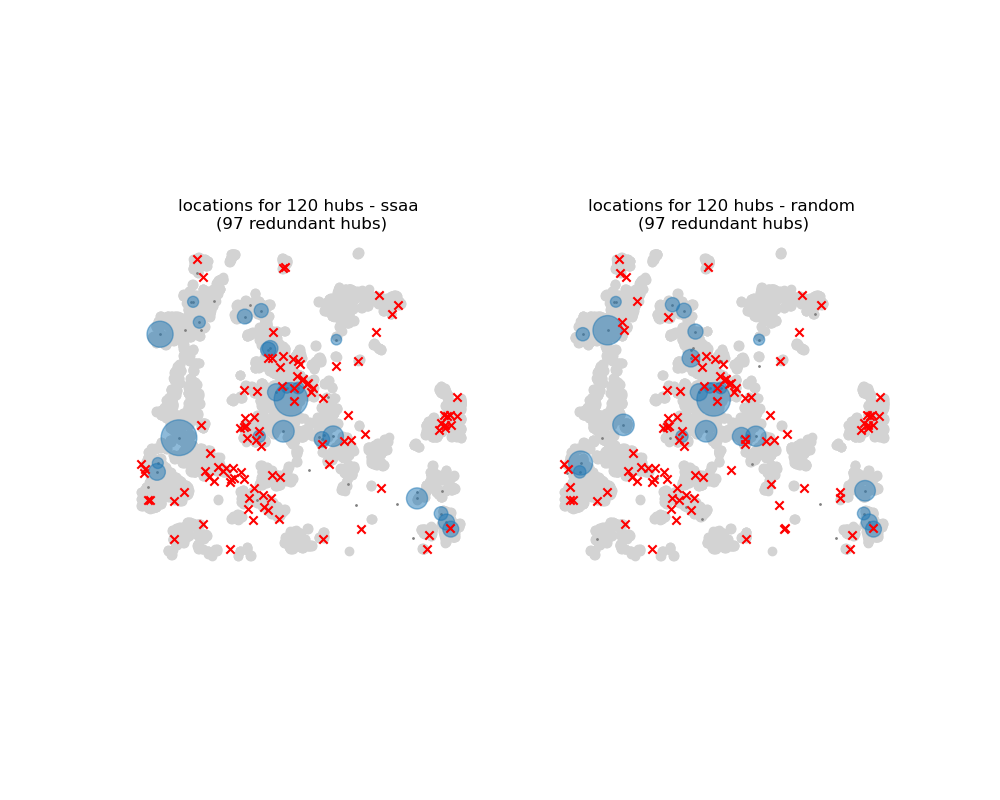 locations for 120 hubs - ssaa
(97 redundant hubs)
locations for 120 hubs - random
(97 redundant hubs)